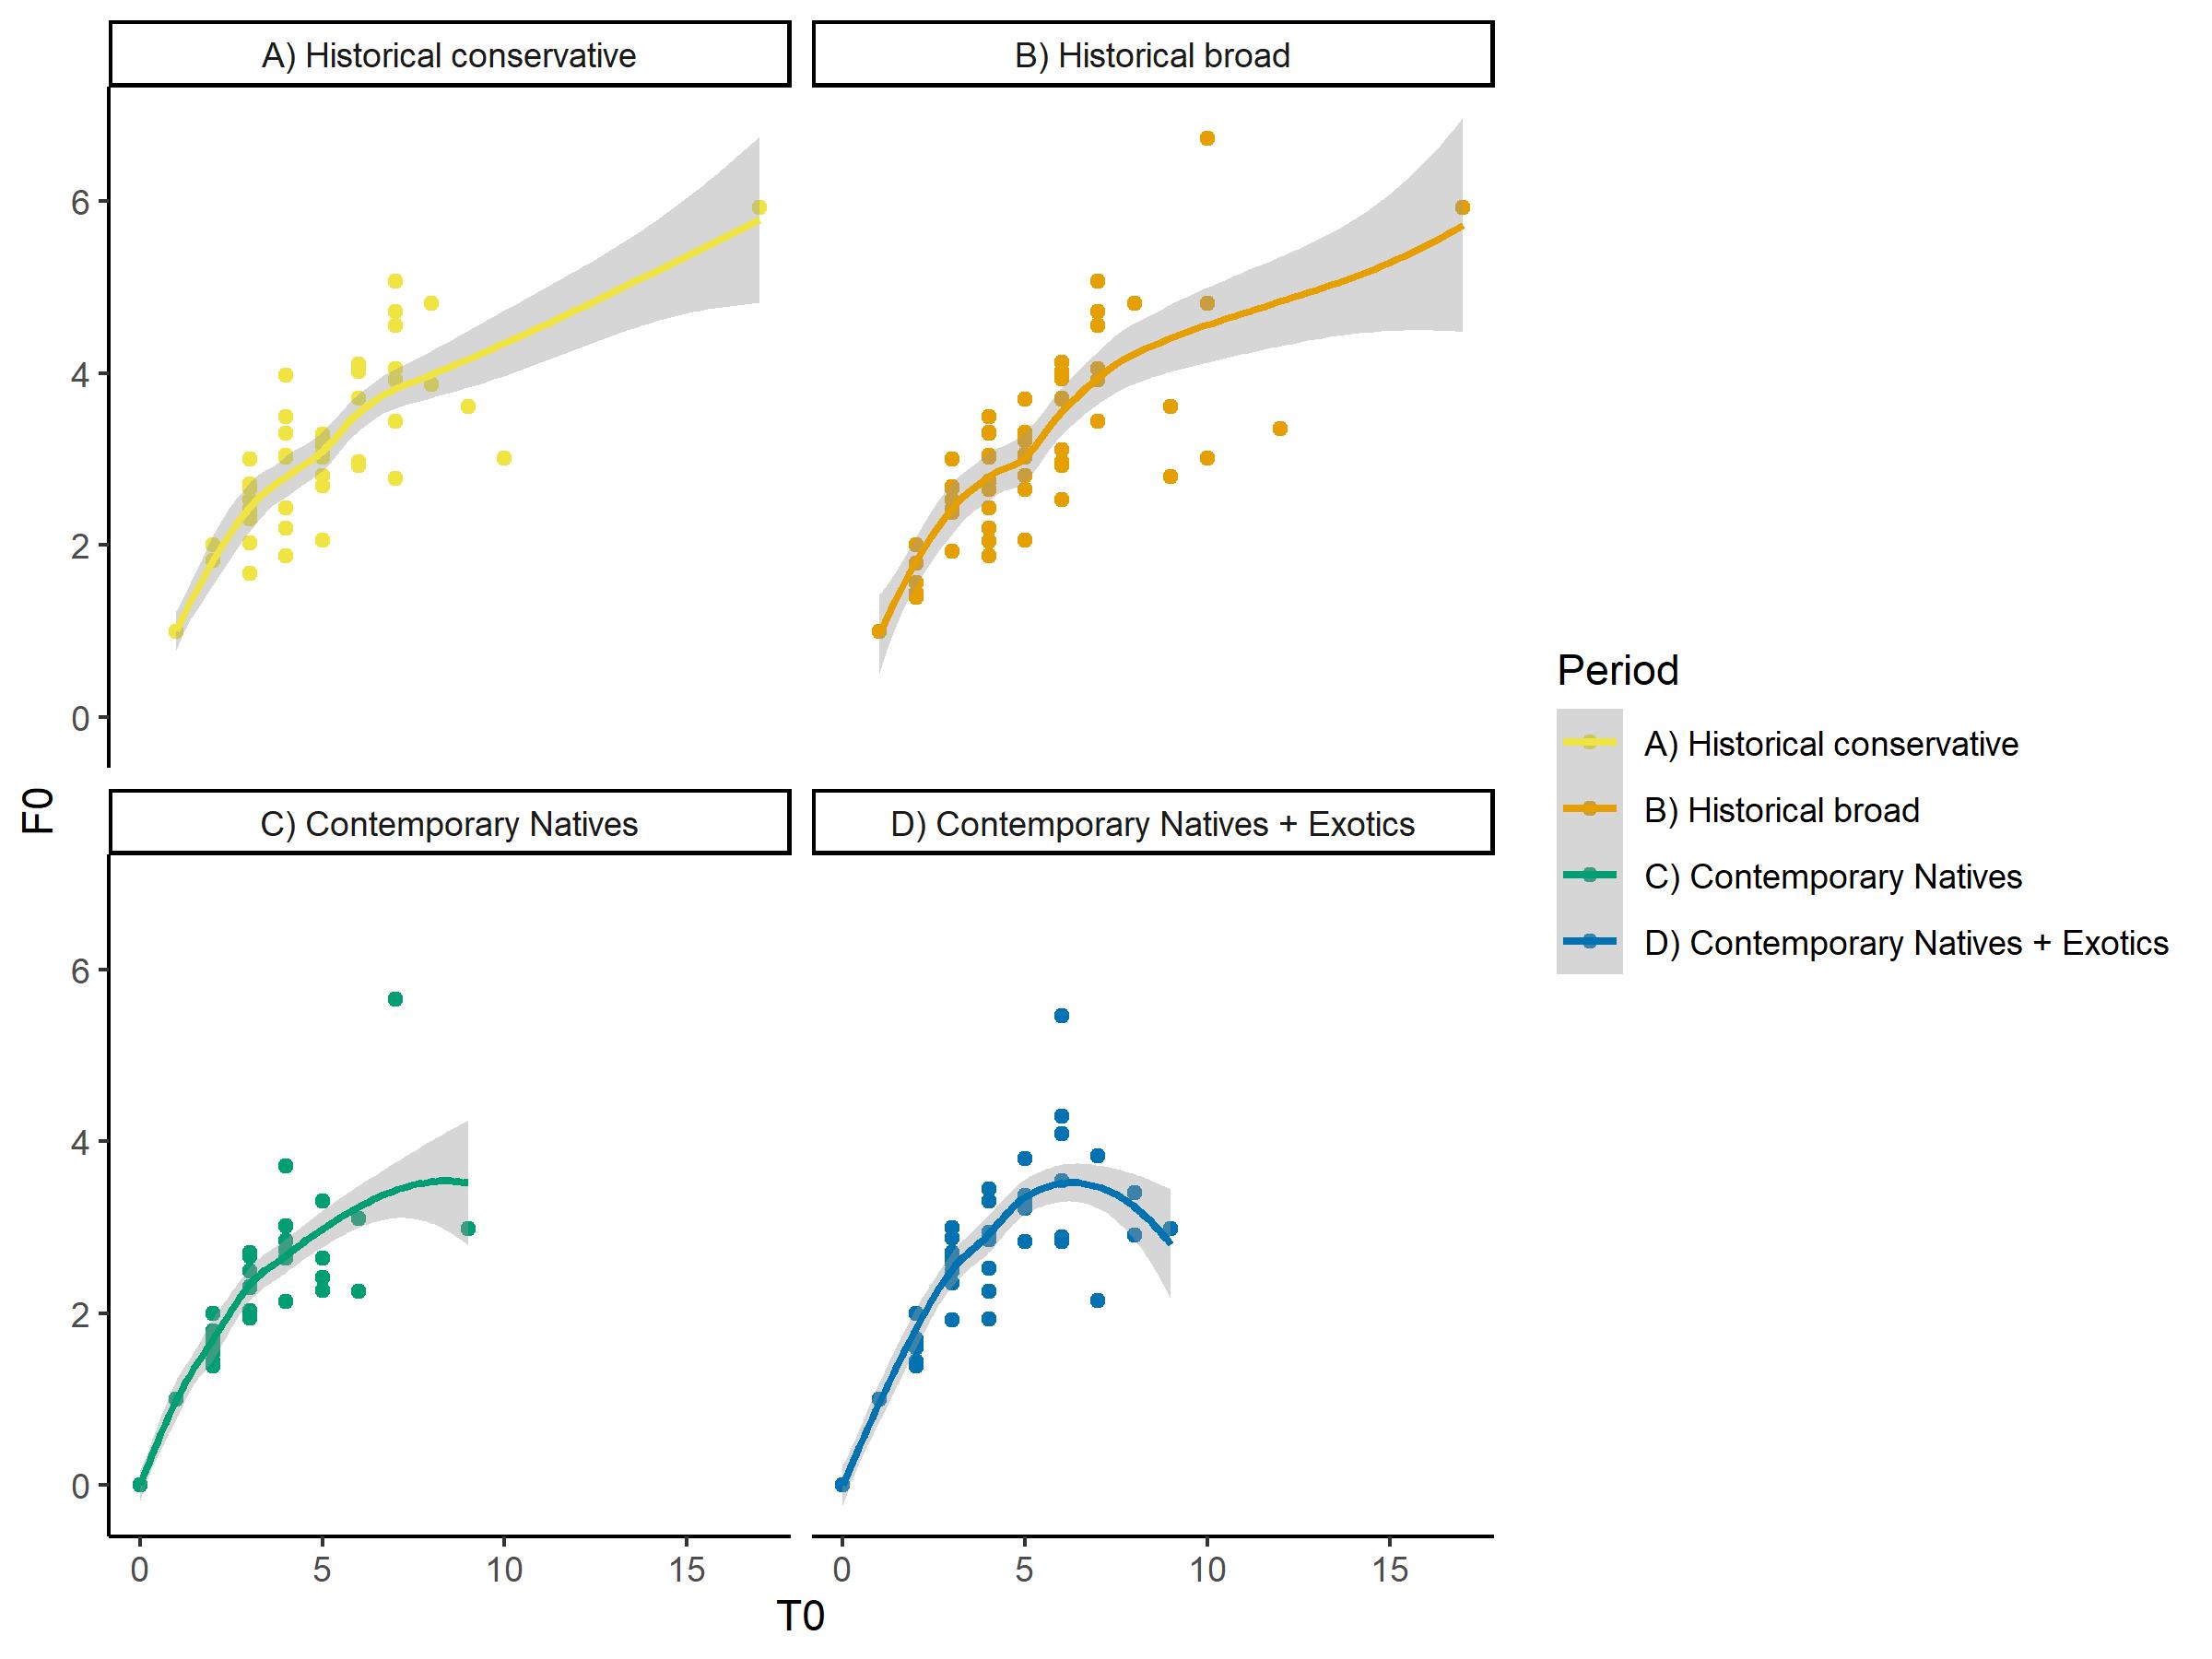 A) Historical conservative
B) Historical broad
6
4
2
0
C) Contemporary Natives
D) Contemporary Natives + Exotics
6
4
2
0
0
5
10
15
0
5
10
15
F0
T0
Period
A) Historical conservative
B) Historical broad
C) Contemporary Natives
D) Contemporary Natives + Exotics